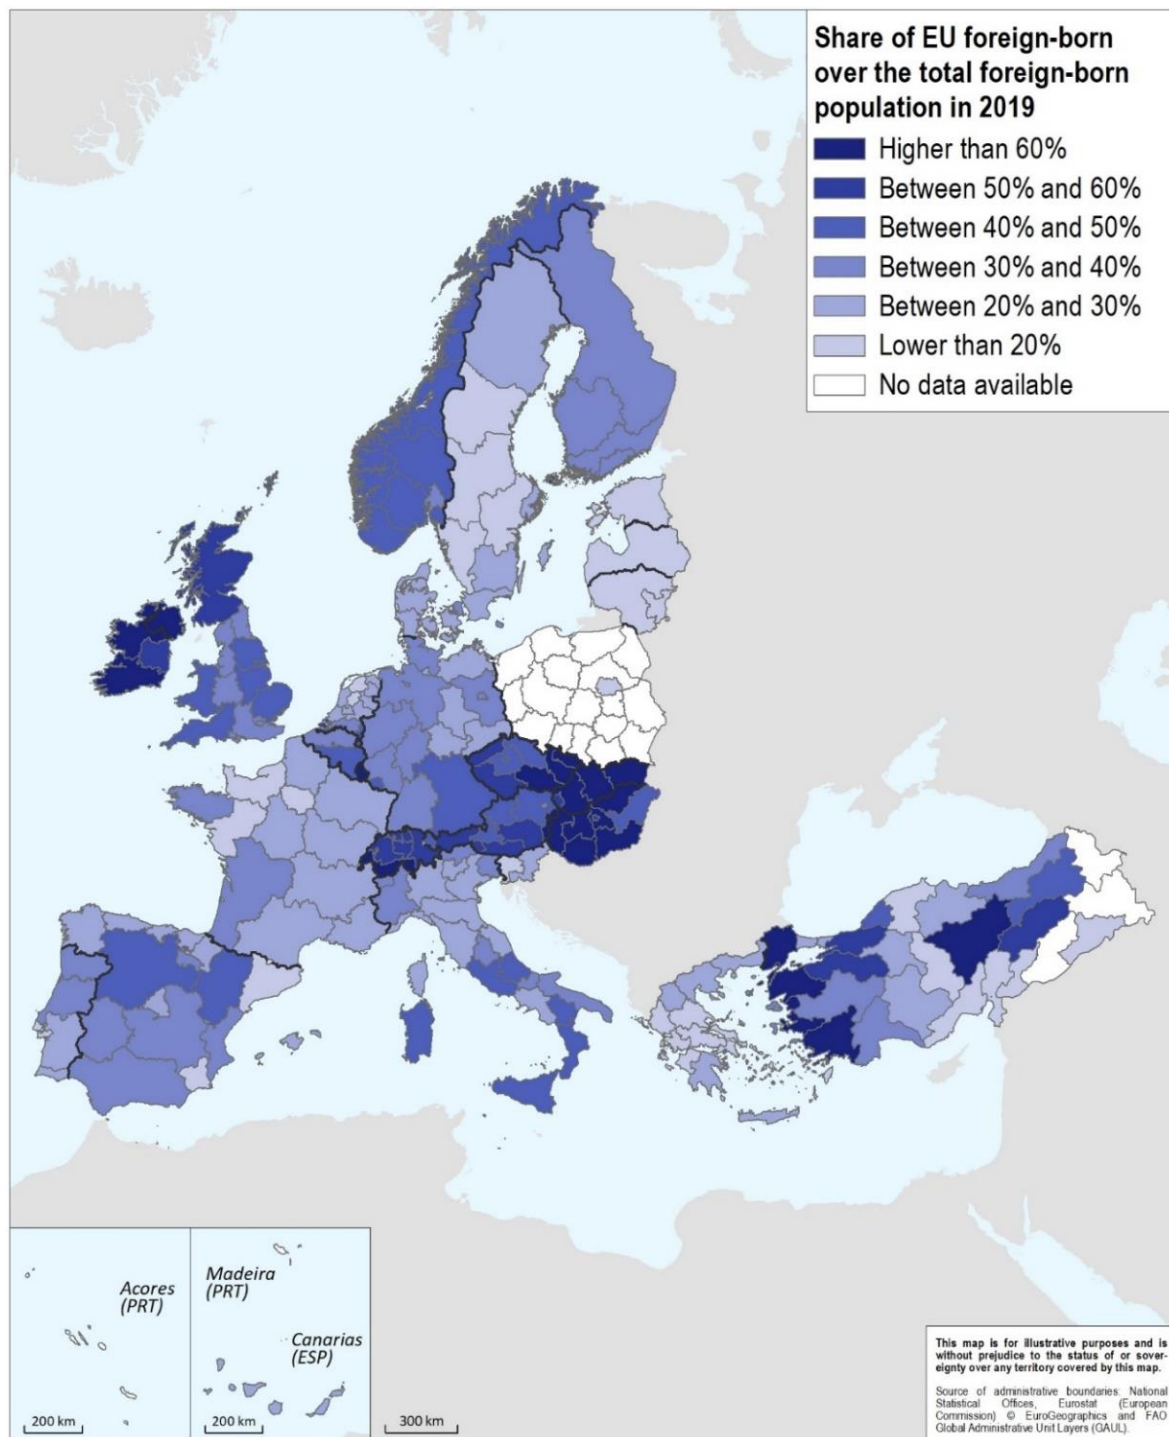 Share of EU foreign-born
over the total foreign-born
population in 2019
Higher than 60%
Between 50% and 60%
Between 40% and 50%
Between 30% and 40%
Between 20% and 30%
Lower than 20%
No data available
Acores
(PRT)
200 km
Madeira
(PRT)
Canarias
(ESP)
200 km
300 km
This map is for illustrative purposes and is
without prejudice to the status of or sover-
eignty over any territory covered by this map.
Source of administrative boundaries: National
Statistical Offices, Eurostat (European
Commission) © EuroGeographics and FAO
Global Administrative Unit Layers (GAUL).